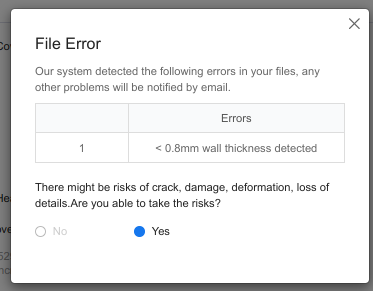 File Error
Our system detected the following errors in your files, any
other problems will be notified by email.
Errors
1 < 0.8mm wall thickness detected
There might be risks of crack, damage, deformation, loss of
details.Are you able to take the risks?
No Yes